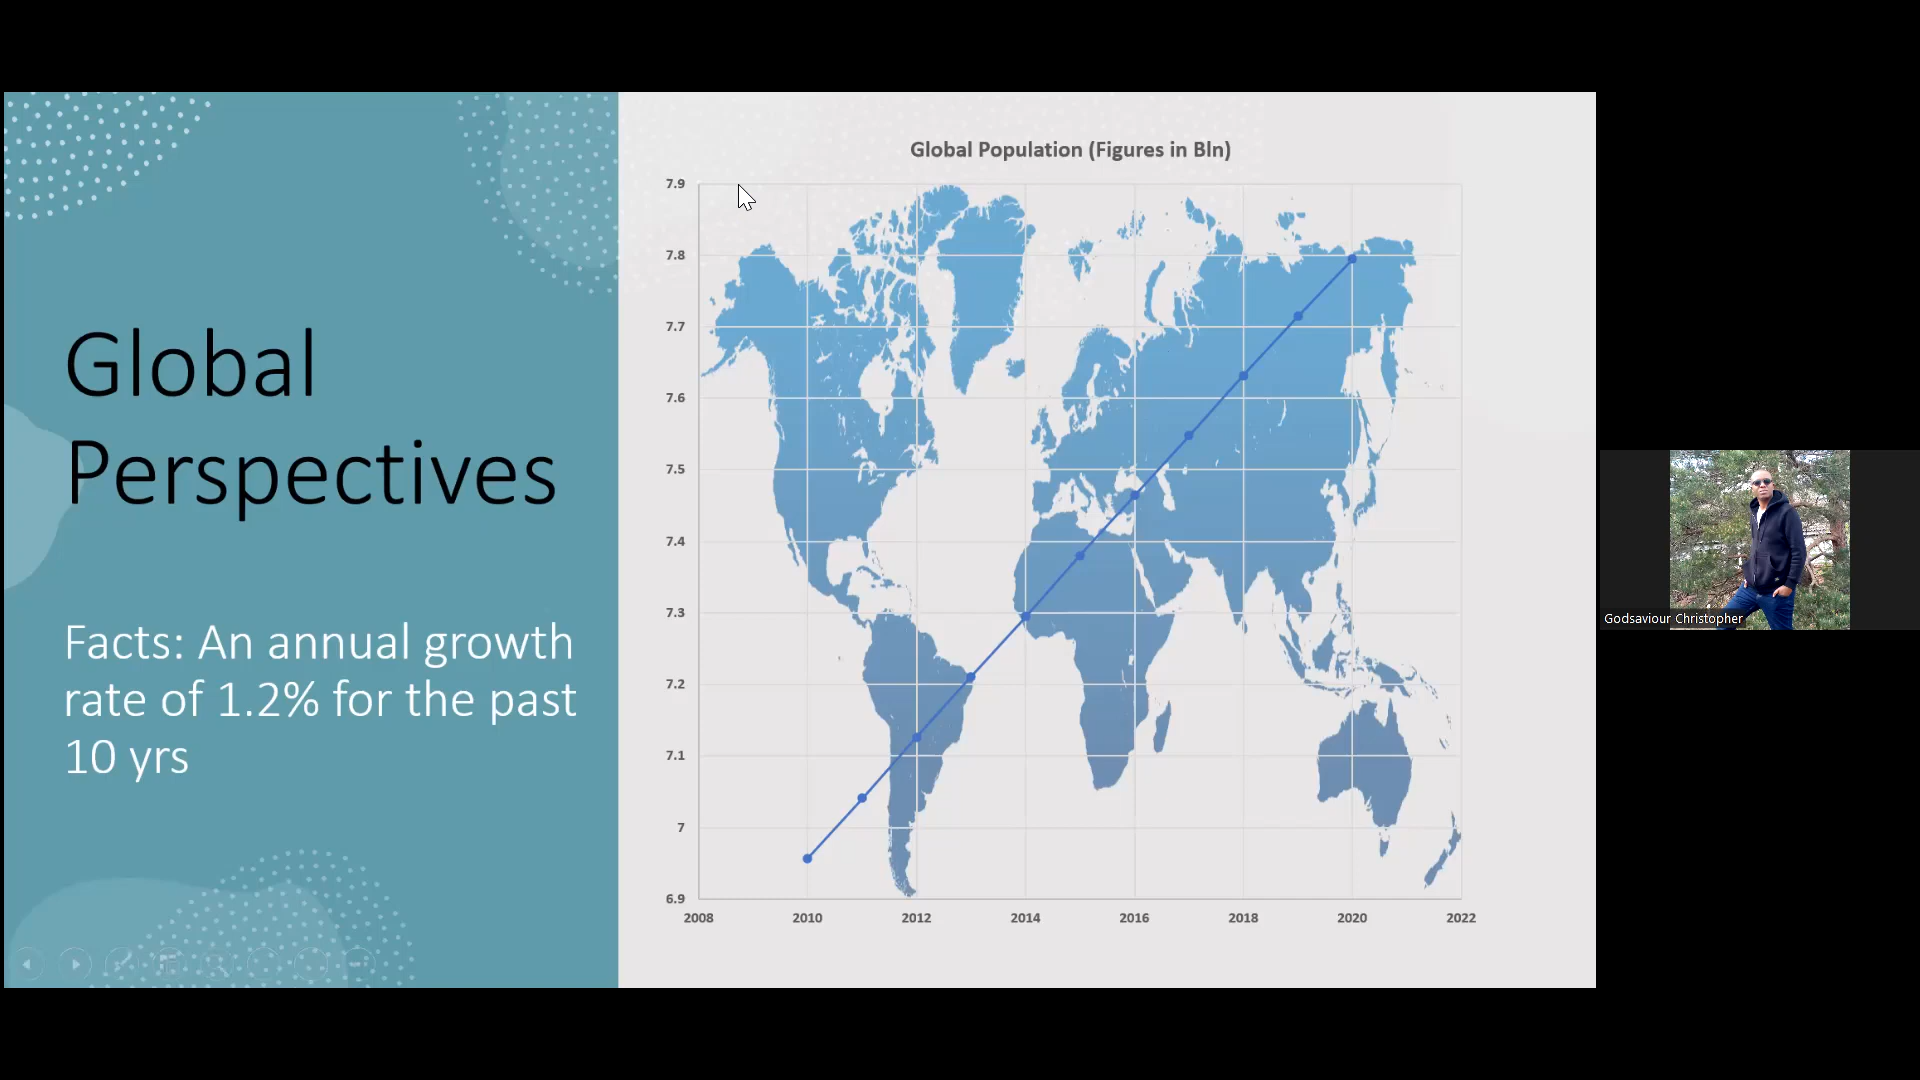 Global
Perspectives
Facts: An annual growth
rate of 1.2% for the past
10 yrs
Global Population (Figures in Bln)
7.9
7.8
7.7
7.6
7.5
7.4
7.3
7.2
7.1
7
6.9
2008 2010 2012 2014 2016 2018 2020 2022
Godsaviour Christopher